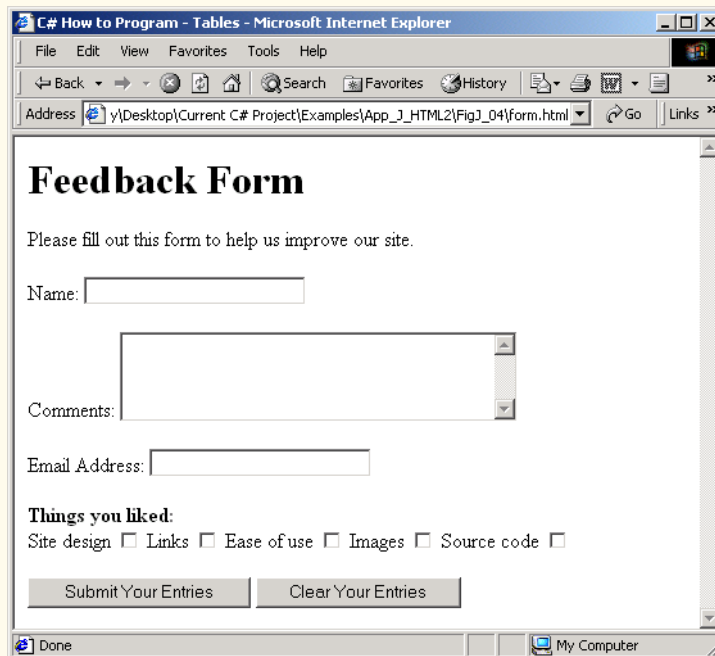 C# How to Program - Tables - Microsoft Internet Explorer
File Edit View Favorites Tools Help
Back Search Favorites History W »
Address y\Desktop\Current C# Project\Examples\App_J_HTML2\FigJ_04\form.html Go Links »
Feedback Form
Please fill out this form to help us improve our site.
Name:
Comments:
Email Address:
Things you liked:
Site design Links Ease of use Images Source code
Submit Your Entries Clear Your Entries
Done My Computer